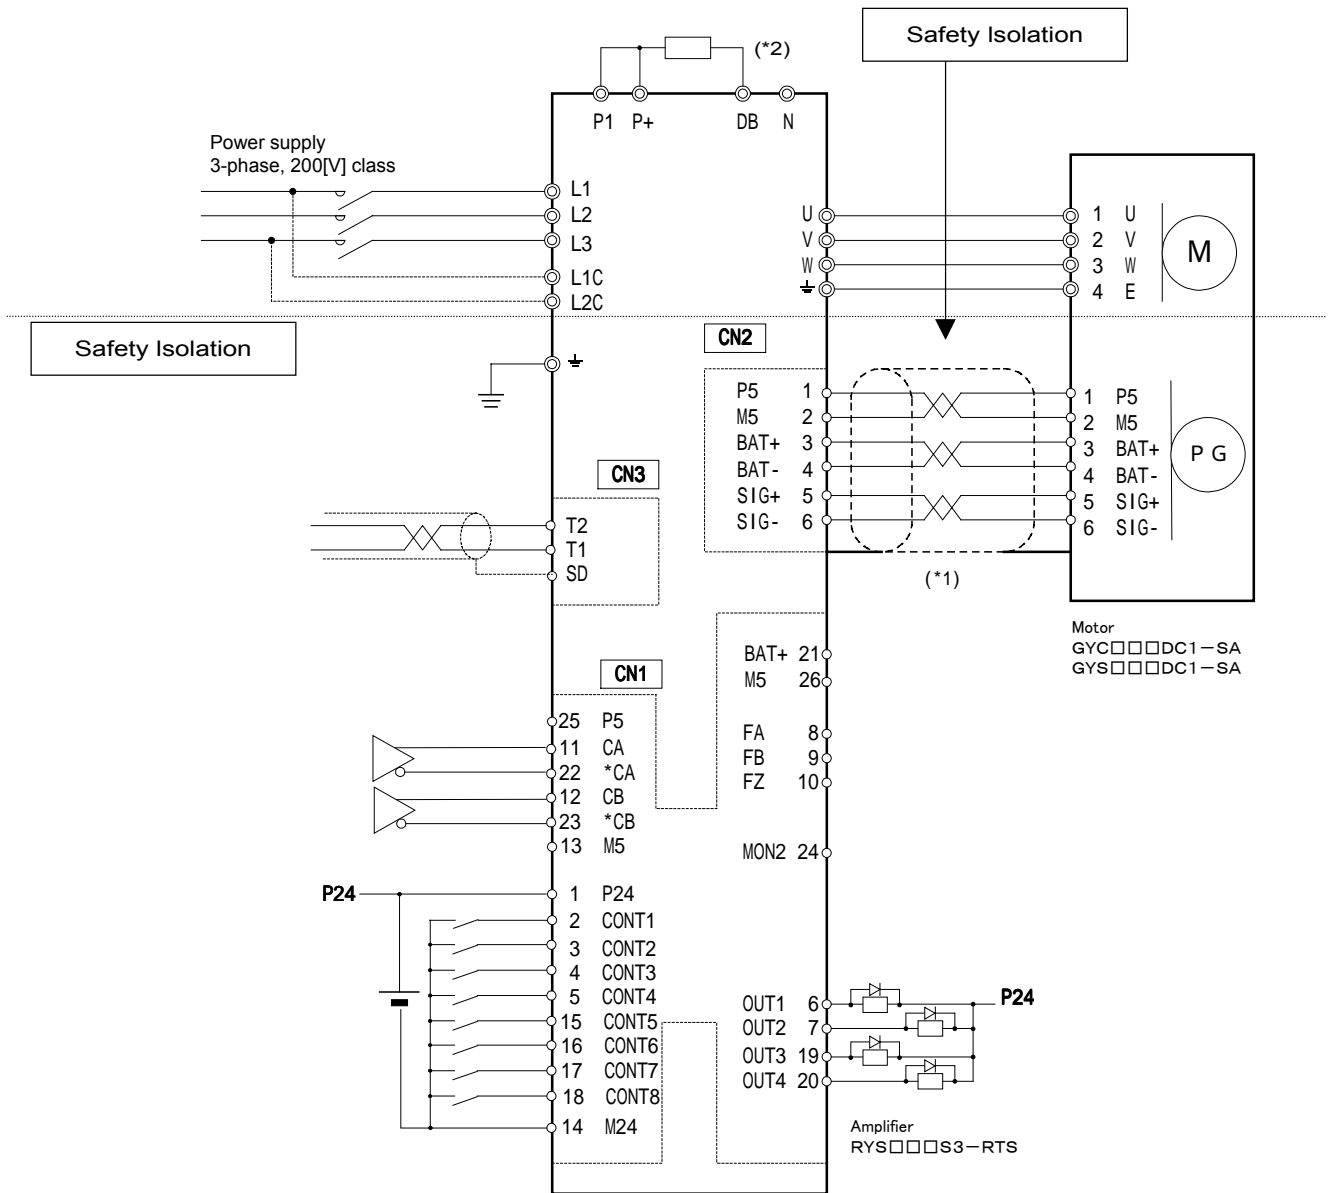 Safety Isolation
(*2)
P1 P+ DB N
Power supply
3-phase, 200[V] class
L1
L2
L3
L1C
L2C
U
V
W
1 U
2 V
3 W
4 E
M
Safety Isolation
CN2
P5 1
M5 2
BAT+ 3
BAT- 4
SIG+ 5
SIG- 6
1 P5
2 M5
3 BAT+
4 BAT-
5 SIG+
6 SIG-
PG
(*1)
CN3
T2
T1
SD
Motor
GYC□□□DC1-SA
GYS□□□DC1-SA
CN1
BAT+ 21
M5 26
25 P5
11 CA
22 *CA
12 CB
23 *CB
13 M5
FA 8
FB 9
FZ 10
MON2 24
P24
1 P24
2 CONT1
3 CONT2
4 CONT3
5 CONT4
15 CONT5
16 CONT6
17 CONT7
18 CONT8
14 M24
OUT1 6
OUT2 7
OUT3 19
OUT4 20
P24
Amplifier
RYS□□□S3-RTS